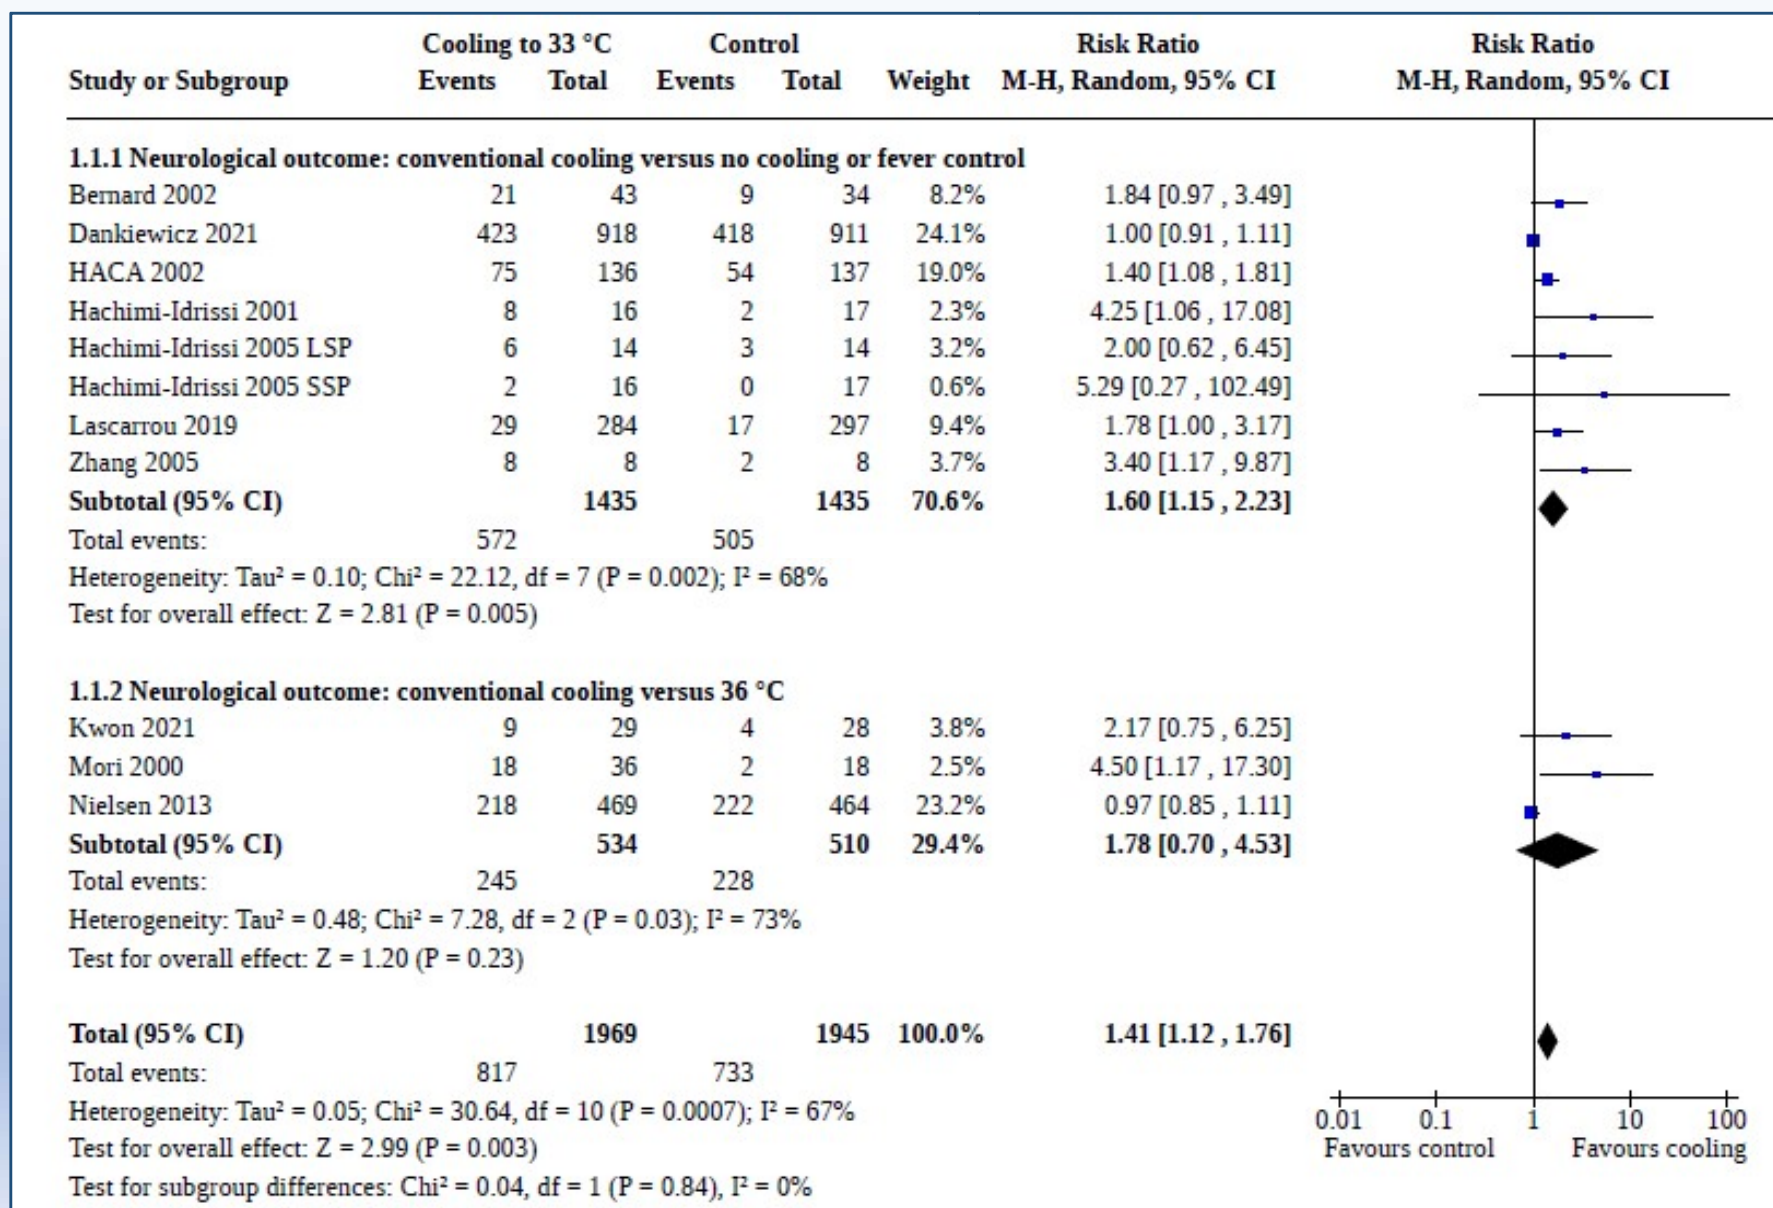 Cooling to 33 °C Control Risk Ratio Risk Ratio
Study or Subgroup Events Total Events Total Weight M-H, Random, 95% CI M-H, Random, 95% CI
1.1.1 Neurological outcome: conventional cooling versus no cooling or fever control
Bernard 2002 21 43 9 34 8.2% 1.84 [0.97 , 3.49]
Dankiewicz 2021 423 918 418 911 24.1% 1.00 [0.91 , 1.11]
HACA 2002 75 136 54 137 19.0% 1.40 [1.08 , 1.81]
Hachimi-Idrissi 2001 8 16 2 17 2.3% 4.25 [1.06 , 17.08]
Hachimi-Idrissi 2005 LSP 6 14 3 14 3.2% 2.00 [0.62 , 6.45]
Hachimi-Idrissi 2005 SSP 2 16 0 17 0.6% 5.29 [0.27 , 102.49]
Lascarrou 2019 29 284 17 297 9.4% 1.78 [1.00 , 3.17]
Zhang 2005 8 8 2 8 3.7% 3.40 [1.17 , 9.87]
Subtotal (95% CI) 1435 1435 70.6% 1.60 [1.15 , 2.23]
Total events: 572 505
Heterogeneity: Tau² = 0.10; Chi² = 22.12, df = 7 (P = 0.002); I² = 68%
Test for overall effect: Z = 2.81 (P = 0.005)
1.1.2 Neurological outcome: conventional cooling versus 36 °C
Kwon 2021 9 29 4 28 3.8% 2.17 [0.75 , 6.25]
Mori 2000 18 36 2 18 2.5% 4.50 [1.17 , 17.30]
Nielsen 2013 218 469 222 464 23.2% 0.97 [0.85 , 1.11]
Subtotal (95% CI) 534 510 29.4% 1.78 [0.70 , 4.53]
Total events: 245 228
Heterogeneity: Tau² = 0.48; Chi² = 7.28, df = 2 (P = 0.03); I² = 73%
Test for overall effect: Z = 1.20 (P = 0.23)
Total (95% CI) 1969 1945 100.0% 1.41 [1.12 , 1.76]
Total events: 817 733
Heterogeneity: Tau² = 0.05; Chi² = 30.64, df = 10 (P = 0.0007); I² = 67%
0.01 0.1 1 10 100
Test for overall effect: Z = 2.99 (P = 0.003)
Favours control Favours cooling
Test for subgroup differences: Chi² = 0.04, df = 1 (P = 0.84), I² = 0%